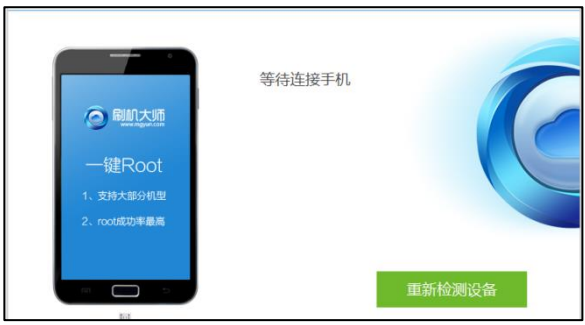 等待连接手机
刷机大师
www.mgyun.com
一键Root
1、支持大部分机型
2、root成功率最高
重新检测设备